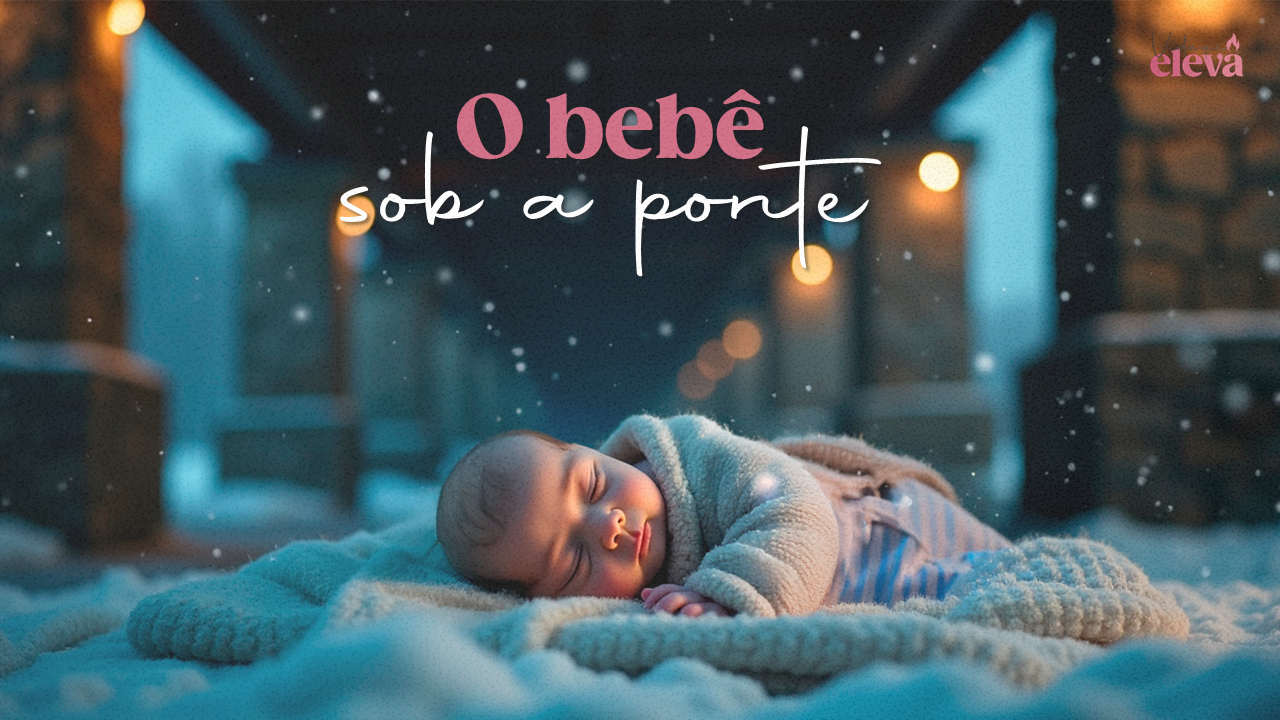 O bebê
sob a ponte
eleva